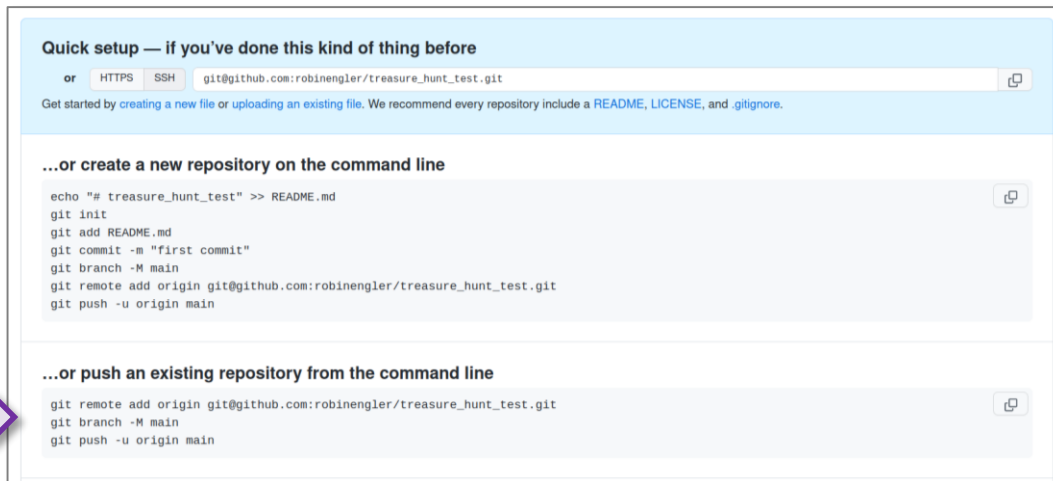 Quick setup — if you've done this kind of thing before
or HTTPS SSH git@github.com:robinengler/treasure_hunt_test.git
Get started by creating a new file or uploading an existing file. We recommend every repository include a README, LICENSE, and .gitignore.
…or create a new repository on the command line
echo "# treasure_hunt_test" >> README.md
git init
git add README.md
git commit -m "first commit"
git branch -M main
git remote add origin git@github.com:robinengler/treasure_hunt_test.git
git push -u origin main
…or push an existing repository from the command line
git remote add origin git@github.com:robinengler/treasure_hunt_test.git
git branch -M main
git push -u origin main